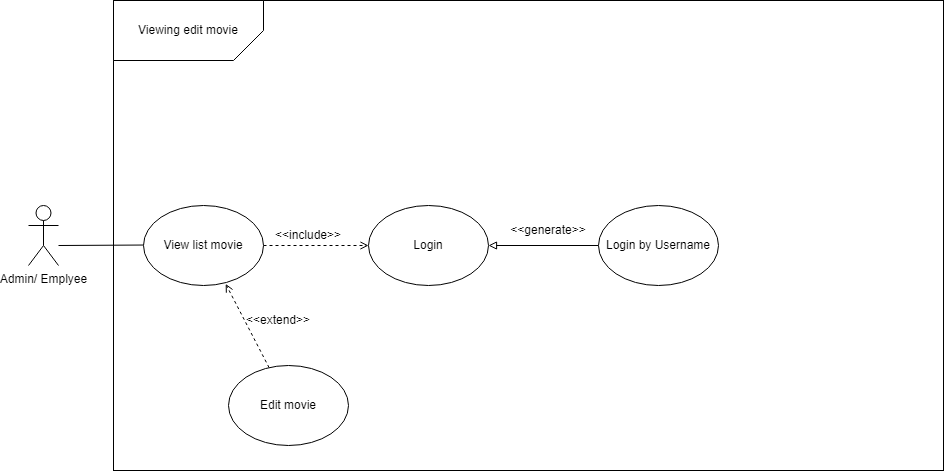 Viewing edit movie
Admin/ Emplyee
View list movie
<<include>>
Login
<<generate>>
Login by Username
<<extend>>
Edit movie